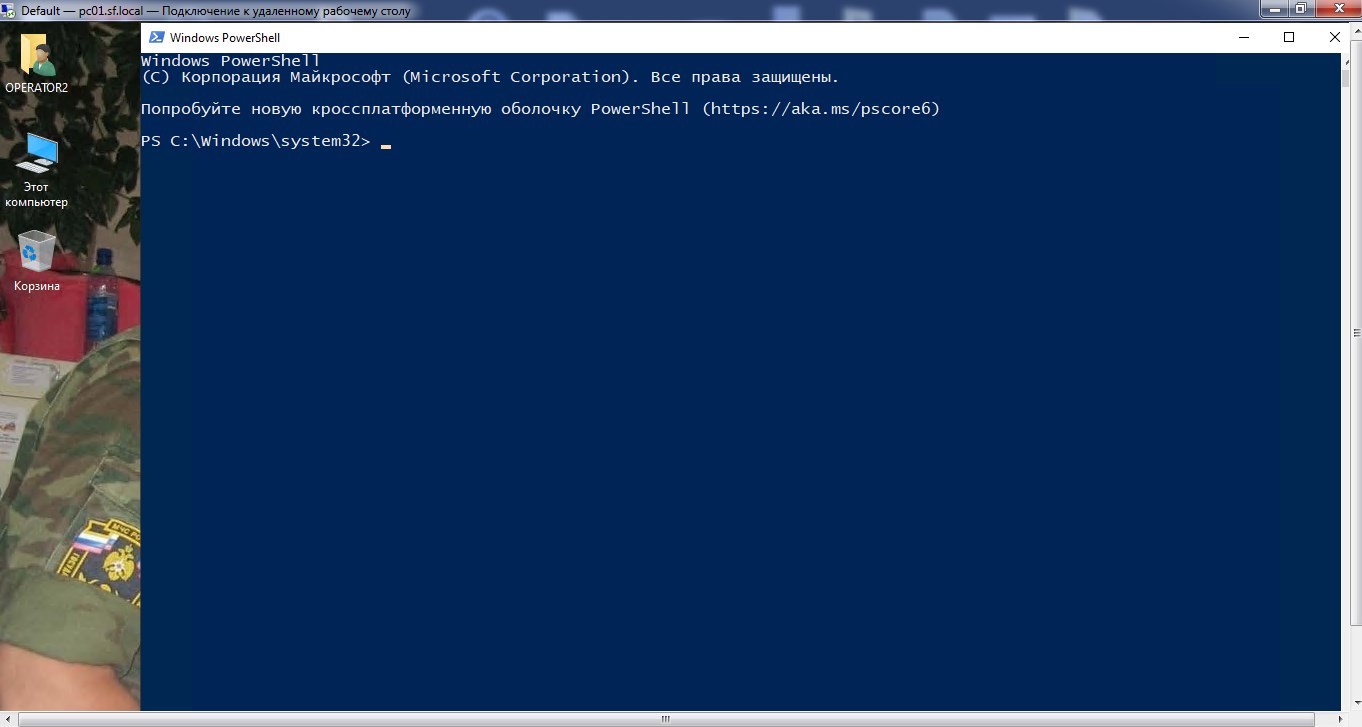 Default — pc01.sf.local — Подключение к удаленному рабочему столу
Windows PowerShell
Windows PowerShell
(C) Корпорация Майкрософт (Microsoft Corporation). Все права защищены.
Попробуйте новую кроссплатформенную оболочку PowerShell (https://aka.ms/pscore6)
PS C:\Windows\system32>
OPERATOR2
Этот
компьютер
Корзина